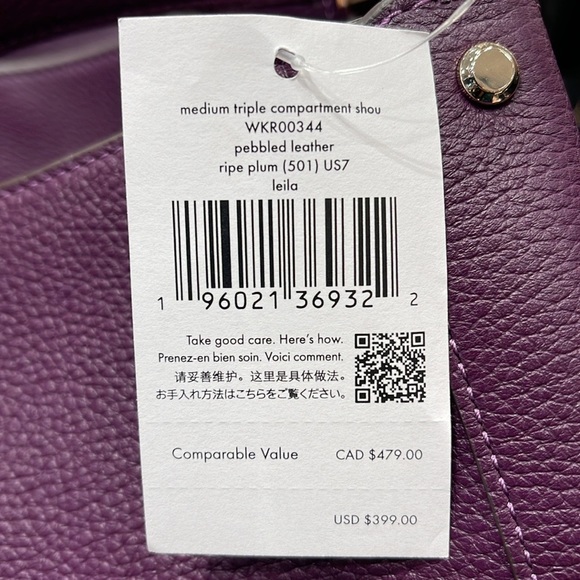 medium triple compartment shou
WKR00344
pebbled leather
ripe plum (501) US7
leila
1 96021 36932 2
Take good care. Here's how.
Prenez-en bien soin. Voici comment.
请妥善维护。这里是具体做法。
お手入れ方法はこちらをご覧ください。
Comparable Value CAD $479.00
USD $399.00